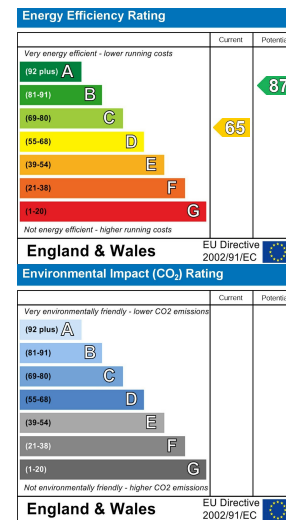 Energy Efficiency Rating
Current Potentia
Very energy efficient - lower running costs
(92 plus) A
(81-91) B
(69-80) C
(55-68) D
(39-54) E
(21-38) F
(1-20) G
65
87
Not energy efficient - higher running costs
England & Wales
EU Directive
2002/91/EC
Environmental Impact (CO₂) Rating
Current Potentia
Very environmentally friendly - lower CO2 emissions
(92 plus) A
(81-91) B
(69-80) C
(55-68) D
(39-54) E
(21-38) F
(1-20) G
Not environmentally friendly - higher CO2 emissions
England & Wales
EU Directive
2002/91/EC